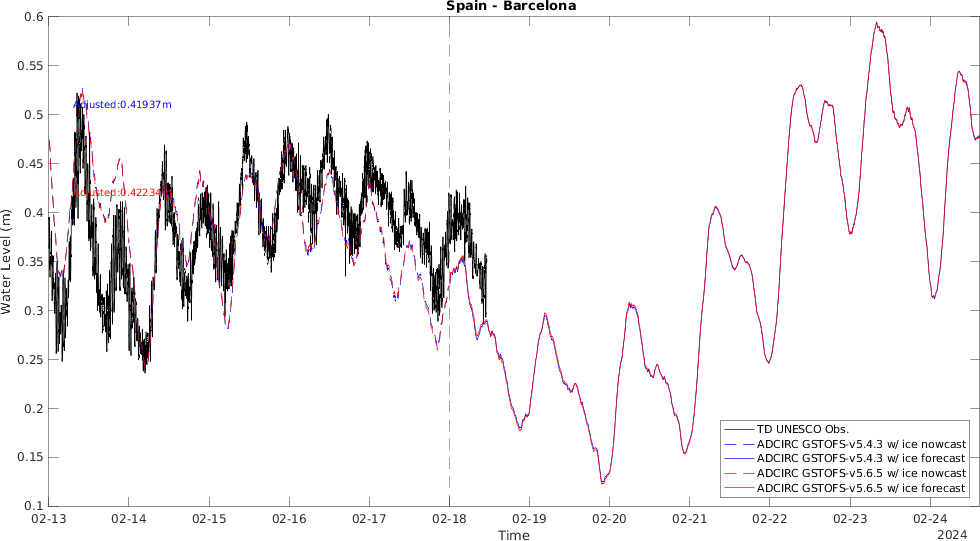 Spain - Barcelona
0.6
0.55
0.5
0.45
0.4
0.35
0.3
0.25
0.2
0.15
0.1
Water Level (m)
Adjusted:0.41937m
Adjusted:0.42234m
TD UNESCO Obs.
ADCIRC GSTOFS-v5.4.3 w/ ice nowcast
ADCIRC GSTOFS-v5.4.3 w/ ice forecast
ADCIRC GSTOFS-v5.6.5 w/ ice nowcast
ADCIRC GSTOFS-v5.6.5 w/ ice forecast
02-13 02-14 02-15 02-16 02-17 02-18 02-19 02-20 02-21 02-22 02-23 02-24
Time
2024